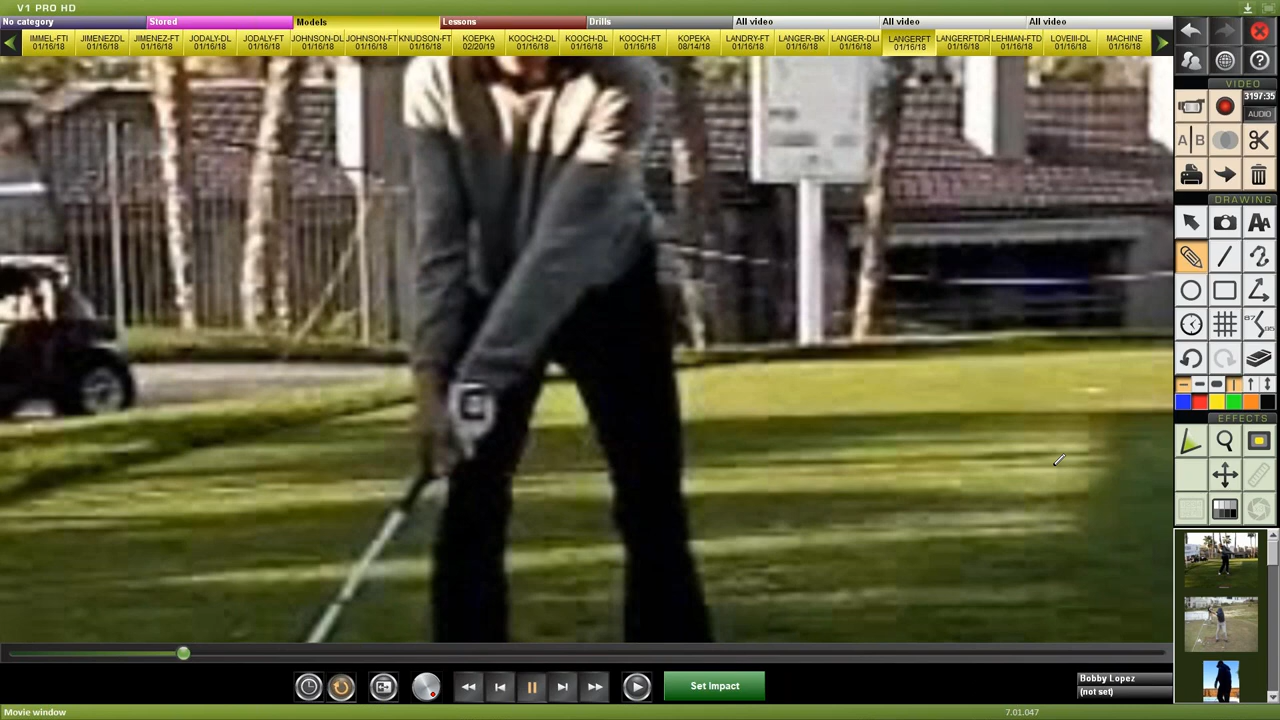 V1 PRO HD
No category
Stored
Models
Lessons
Drills
All video
All video
All video
IMMEL-FTI
01/16/18
JIMENEZDL
01/16/18
JIMENEZ-FT
01/16/18
JODALY-DL
01/16/18
JODALY-FT
01/16/18
JOHNSON-DL
01/16/18
JOHNSON-FT
01/16/18
KNUDSON-FT
01/16/18
KOEPKA
02/20/19
KOOCH2-DL
01/16/18
KOOCH-DL
01/16/18
KOOCH-FT
01/16/18
KOPEKA
08/14/18
LANDRY-FT
01/16/18
LANGER-BK
01/16/18
LANGER-DLI
01/16/18
LANGERFT
01/16/18
LANGERFTDR
01/16/18
LEHMAN-FTD
01/16/18
LOVEIII-DL
01/16/18
MACHINE
01/16/18
VIDEO
3197:35
AUDIO
A B
DRAWING
AA
EFFECTS
Set Impact
Bobby Lopez
(not set)
Movie window
7.01.047